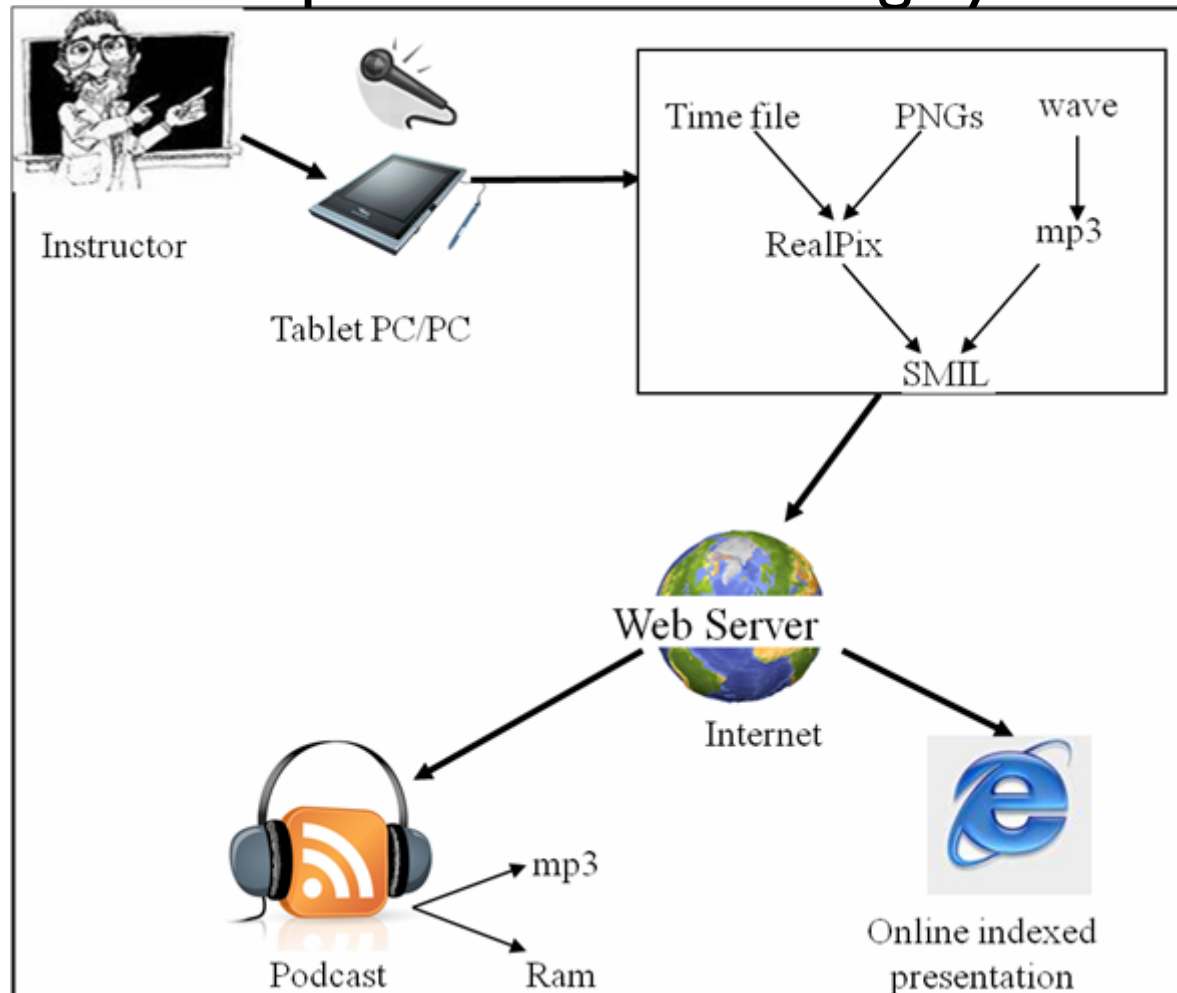 Time file
PNGs
wave
Instructor
RealPix
mp3
Tablet PC/PC
SMIL
Web Server
Internet
mp3
Podcast
Ram
Online indexed
presentation